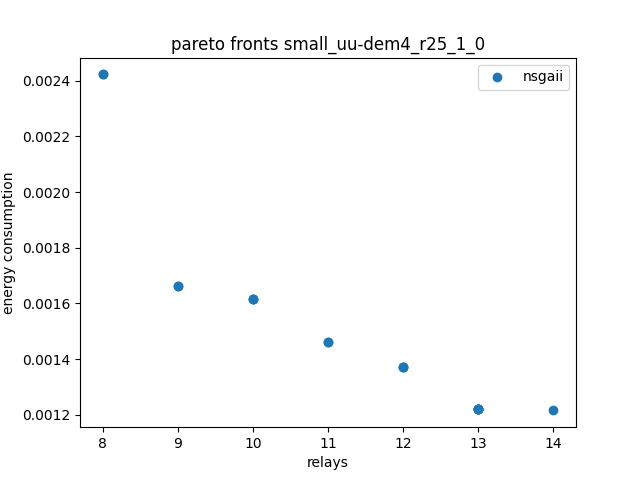 pareto fronts small_uu-dem4_r25_1_0
nsgaii
energy consumption
0.0024
0.0022
0.0020
0.0018
0.0016
0.0014
0.0012
8 9 10 11 12 13 14
relays